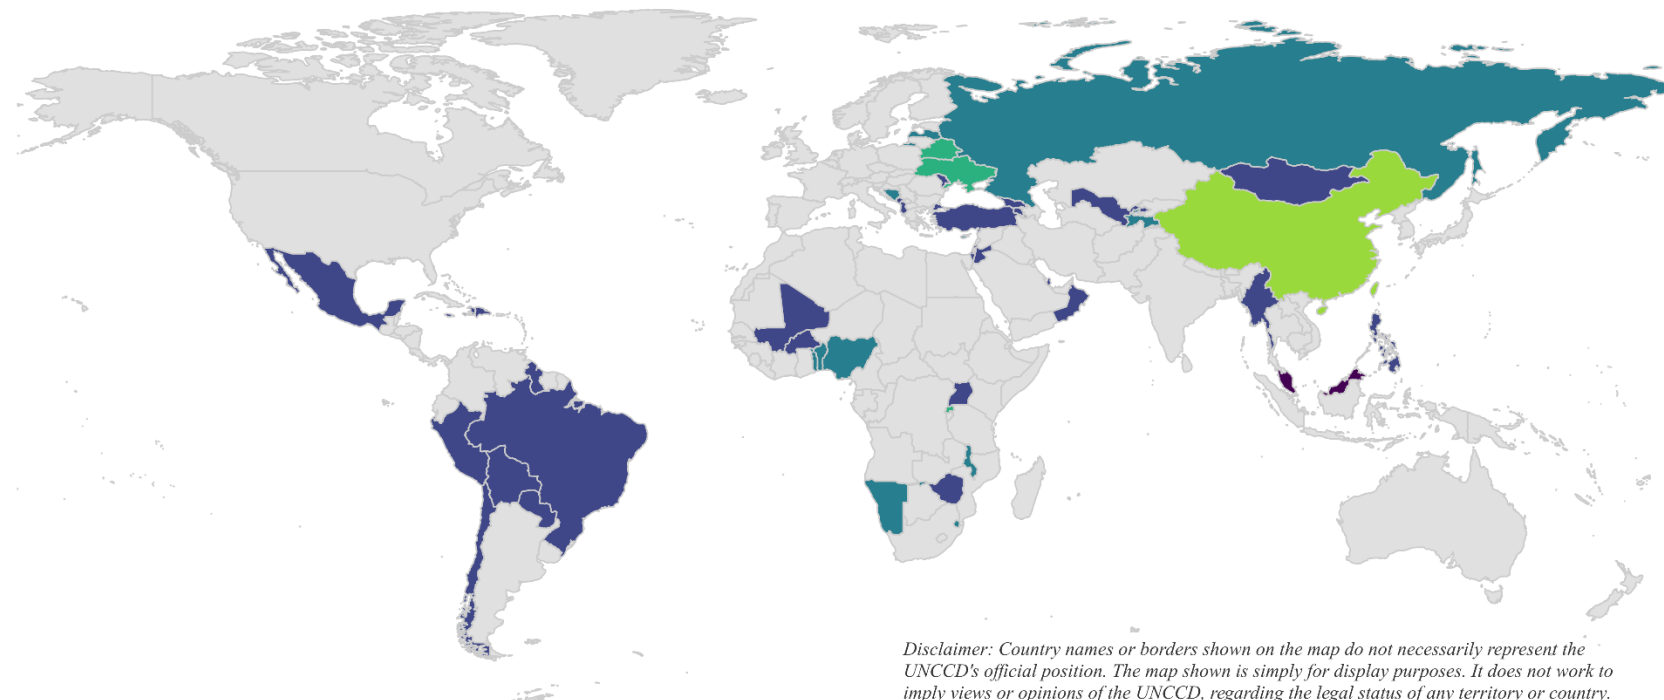 Disclaimer: Country names or borders shown on the map do not necessarily represent the
UNCCD's official position. The map shown is simply for display purposes. It does not work to
imply views or opinions of the UNCCD, regarding the legal status of any territory or country.